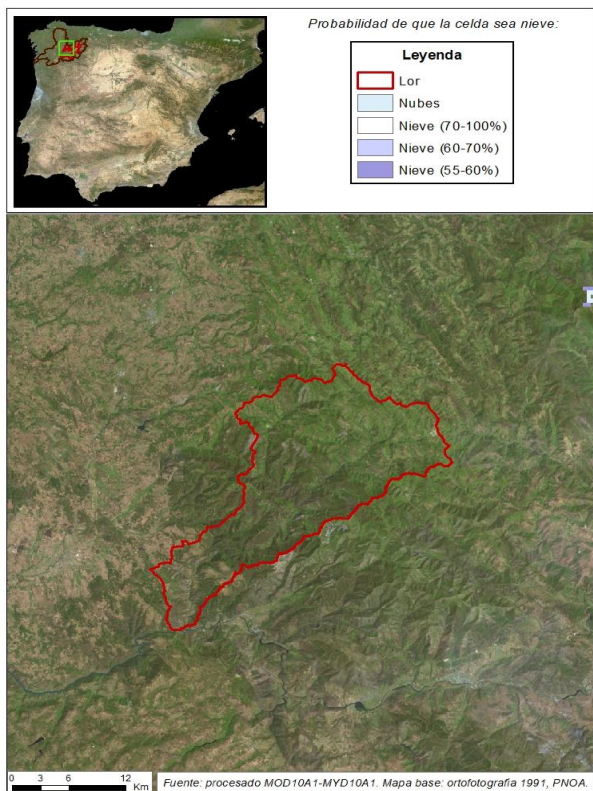 Probabilidad de que la celda sea nieve:
Leyenda
Lor
Nubes
Nieve (70-100%)
Nieve (60-70%)
Nieve (55-60%)
0 3 6 12
Km
Fuente: procesado MOD10A1-MYD10A1. Mapa base: ortofotografia 1991, PNOA.